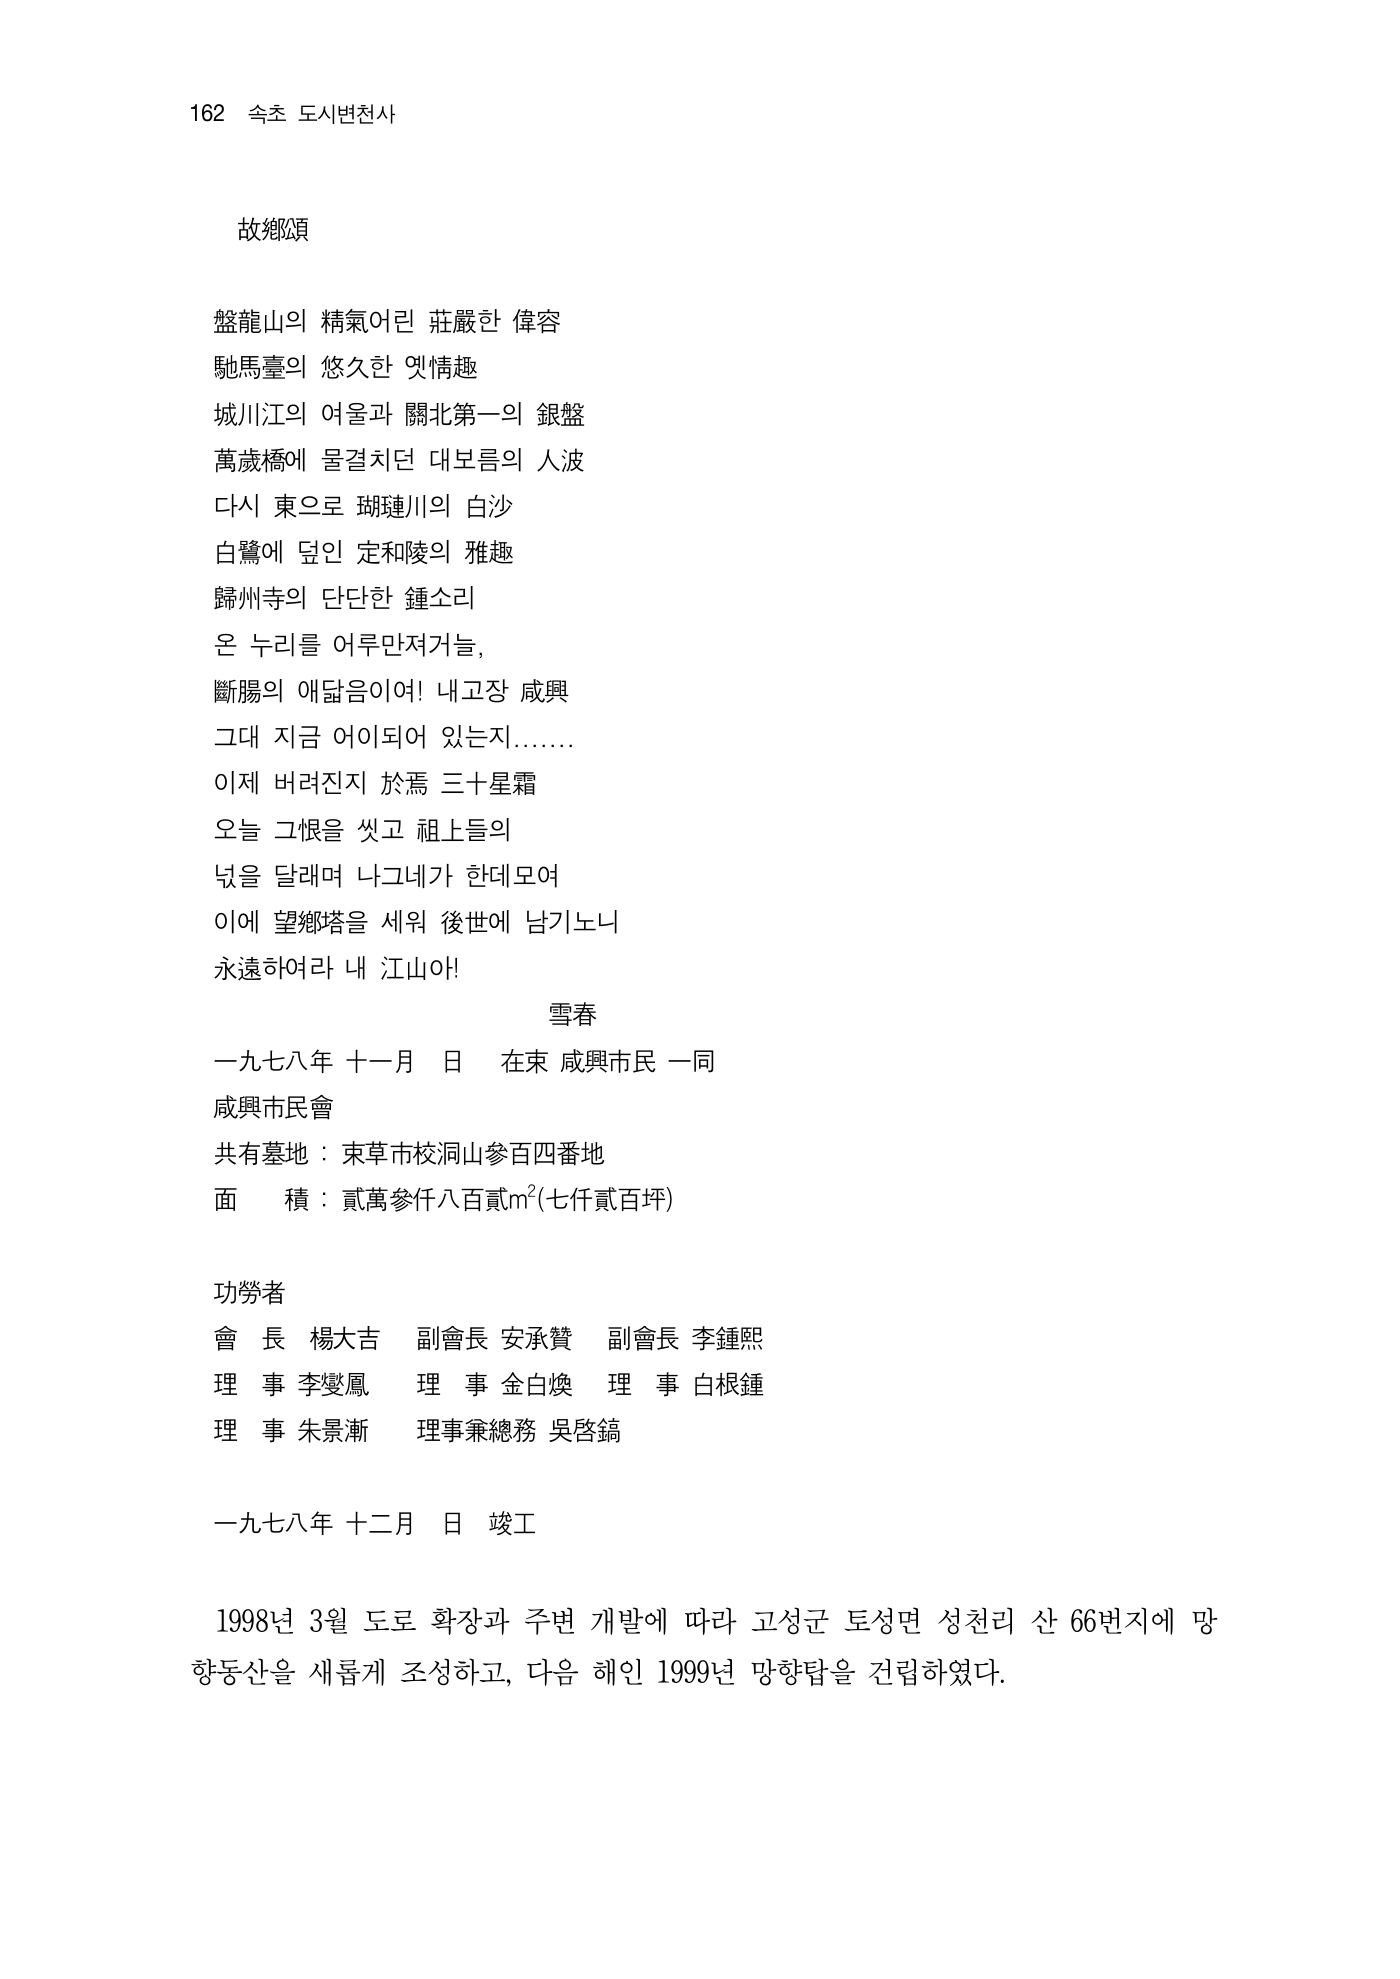 162 속초 도시변천사
故鄕頌
盤龍山의 精氣어린 莊嚴한 偉容
馳馬臺의 悠久한 옛情趣
城川江의 여울과 關北第一의 銀盤
萬歲橋에 물결치던 대보름의 人波
다시 東으로 瑚璉川의 白沙
白鷺에 덮인 定和陵의 雅趣
歸州寺의 단단한 鍾소리
온 누리를 어루만져거늘,
斷腸의 애닯음이여! 내고장 咸興
그대 지금 어이되어 있는지.......
이제 버려진지 於焉 三十星霜
오늘 그恨을 씻고 祖上들의
넋을 달래며 나그네가 한데모여
이에 望鄕塔을 세워 後世에 남기노니
永遠하여라 내 江山아!
雪春
一九七八年 十一月 日 在束 咸興市民 一同
咸興市民會
共有墓地 : 束草市校洞山參百四番地
面 積 : 貳萬參仟八百貳m²(七仟貳百坪)
功勞者
會 長 楊大吉 副會長 安承贊 副會長 李鍾熙
理 事 李燮鳳 理 事 金白煥 理 事 白根鍾
理 事 朱景漸 理事兼總務 吳啓鎬
一九七八年 十二月 日 竣工
1998년 3월 도로 확장과 주변 개발에 따라 고성군 토성면 성천리 산 66번지에 망
향동산을 새롭게 조성하고, 다음 해인 1999년 망향탑을 건립하였다.